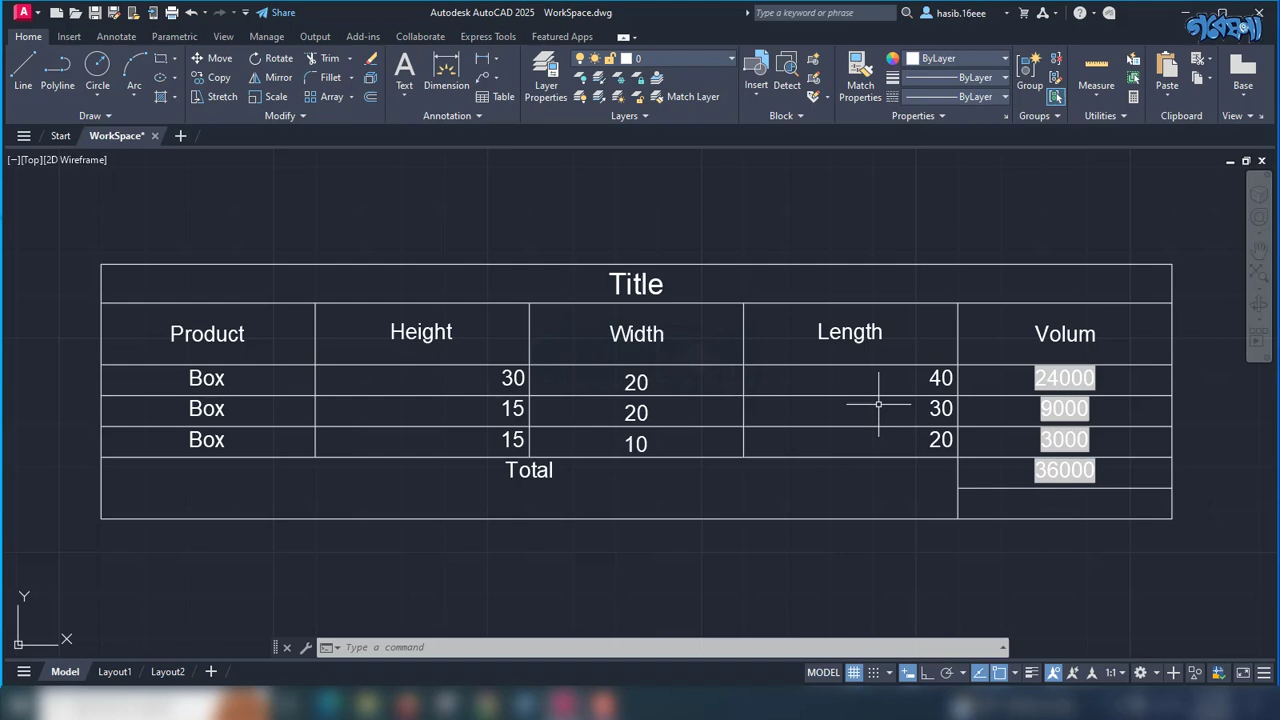 Share
Autodesk AutoCAD 2025 WorkSpace.dwg
Type a keyword or phrase
hasib.16eee
গবেষণা
Home Insert Annotate Parametric View Manage Output Add-ins Collaborate Express Tools Featured Apps
Line
Polyline
Circle
Arc
Draw
Move
Rotate
Trim
Copy
Mirror
Fillet
Stretch
Scale
Array
Modify
Text
Dimension
Table
Annotation
Layer
Properties
0
Match Layer
Layers
Insert
Detect
Block
Match
Properties
ByLayer
ByLayer
ByLayer
Properties
Group
Groups
Measure
Utilities
Paste
Clipboard
Base
View
Start WorkSpace*
[−][Top][2D Wireframe]
Title
Product Height Width Length Volum
Box 30 20 40 24000
Box 15 20 30 9000
Box 15 10 20 3000
Total 36000
Y
X
Type a command
Model Layout1 Layout2
MODEL
1:1